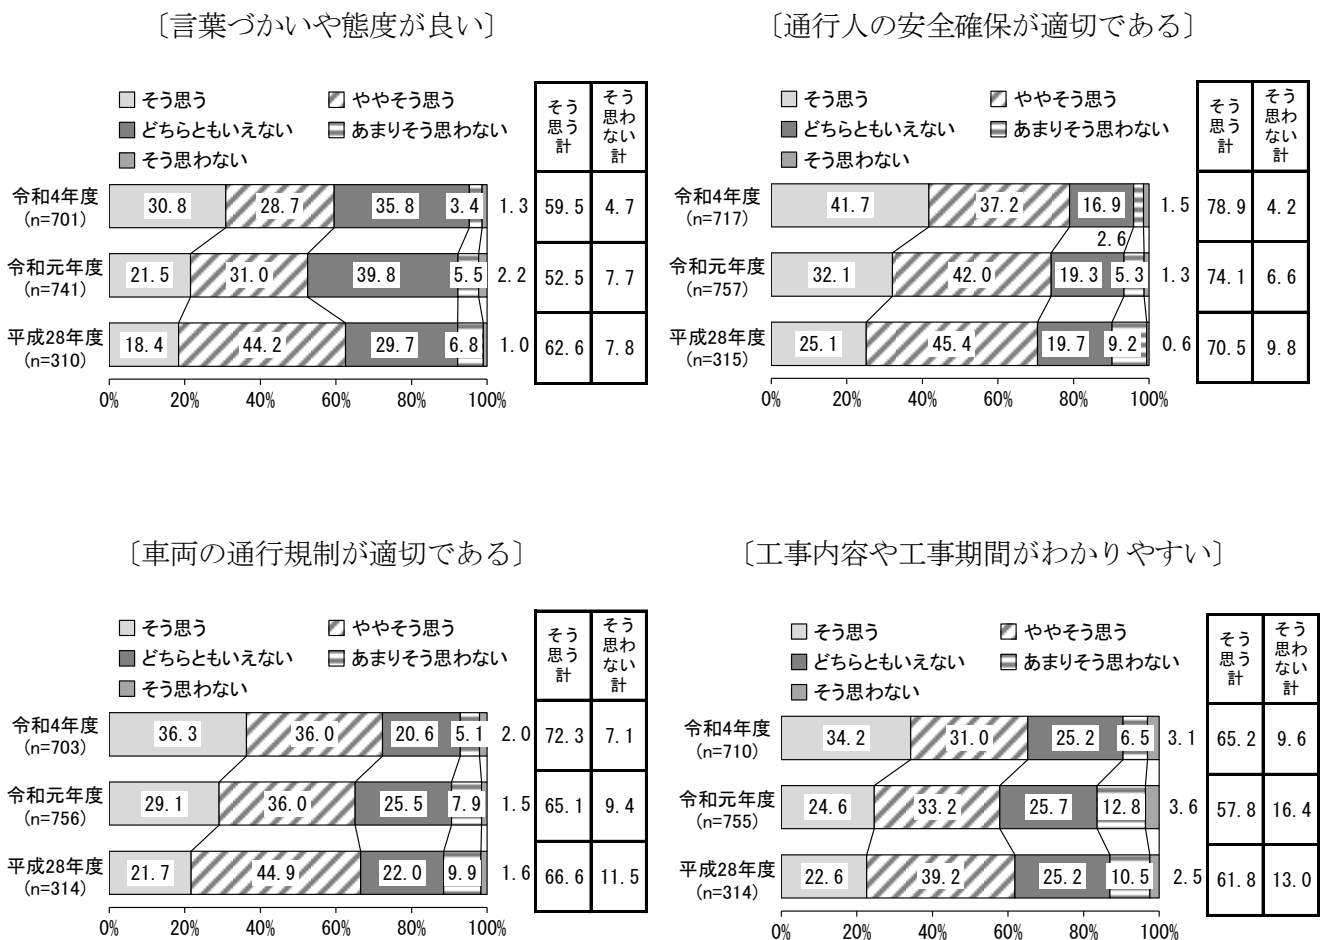 〔言葉づかいや態度が良い〕
そう思う ややそう思う
どちらともいえない あまりそう思わない
そう思わない
そう思う計 そう思わない計
令和4年度 (n=701) 30.8 28.7 35.8 3.4 1.3 59.5 4.7
令和元年度 (n=741) 21.5 31.0 39.8 5.5 2.2 52.5 7.7
平成28年度 (n=310) 18.4 44.2 29.7 6.8 1.0 62.6 7.8
0% 20% 40% 60% 80% 100%
〔通行人の安全確保が適切である〕
そう思う ややそう思う
どちらともいえない あまりそう思わない
そう思わない
そう思う計 そう思わない計
令和4年度 (n=717) 41.7 37.2 16.9 2.6 1.5 78.9 4.2
令和元年度 (n=757) 32.1 42.0 19.3 5.3 1.3 74.1 6.6
平成28年度 (n=315) 25.1 45.4 19.7 9.2 0.6 70.5 9.8
0% 20% 40% 60% 80% 100%
〔車両の通行規制が適切である〕
そう思う ややそう思う
どちらともいえない あまりそう思わない
そう思わない
そう思う計 そう思わない計
令和4年度 (n=703) 36.3 36.0 20.6 5.1 2.0 72.3 7.1
令和元年度 (n=756) 29.1 36.0 25.5 7.9 1.5 65.1 9.4
平成28年度 (n=314) 21.7 44.9 22.0 9.9 1.6 66.6 11.5
0% 20% 40% 60% 80% 100%
〔工事内容や工事期間がわかりやすい〕
そう思う ややそう思う
どちらともいえない あまりそう思わない
そう思わない
そう思う計 そう思わない計
令和4年度 (n=710) 34.2 31.0 25.2 6.5 3.1 65.2 9.6
令和元年度 (n=755) 24.6 33.2 25.7 12.8 3.6 57.8 16.4
平成28年度 (n=314) 22.6 39.2 25.2 10.5 2.5 61.8 13.0
0% 20% 40% 60% 80% 100%